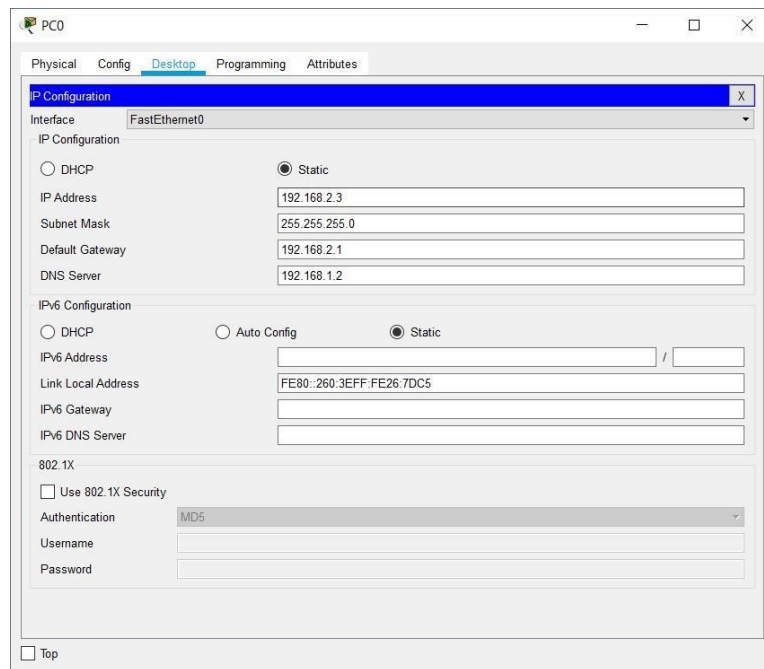 PC0
Physical Config Desktop Programming Attributes
IP Configuration X
Interface FastEthernet0
IP Configuration
DHCP Static
IP Address 192.168.2.3
Subnet Mask 255.255.255.0
Default Gateway 192.168.2.1
DNS Server 192.168.1.2
IPv6 Configuration
DHCP Auto Config Static
IPv6 Address /
Link Local Address FE80::260:3EFF:FE26:7DC5
IPv6 Gateway
IPv6 DNS Server
802.1X
Use 802.1X Security
Authentication MD5
Username
Password
Top